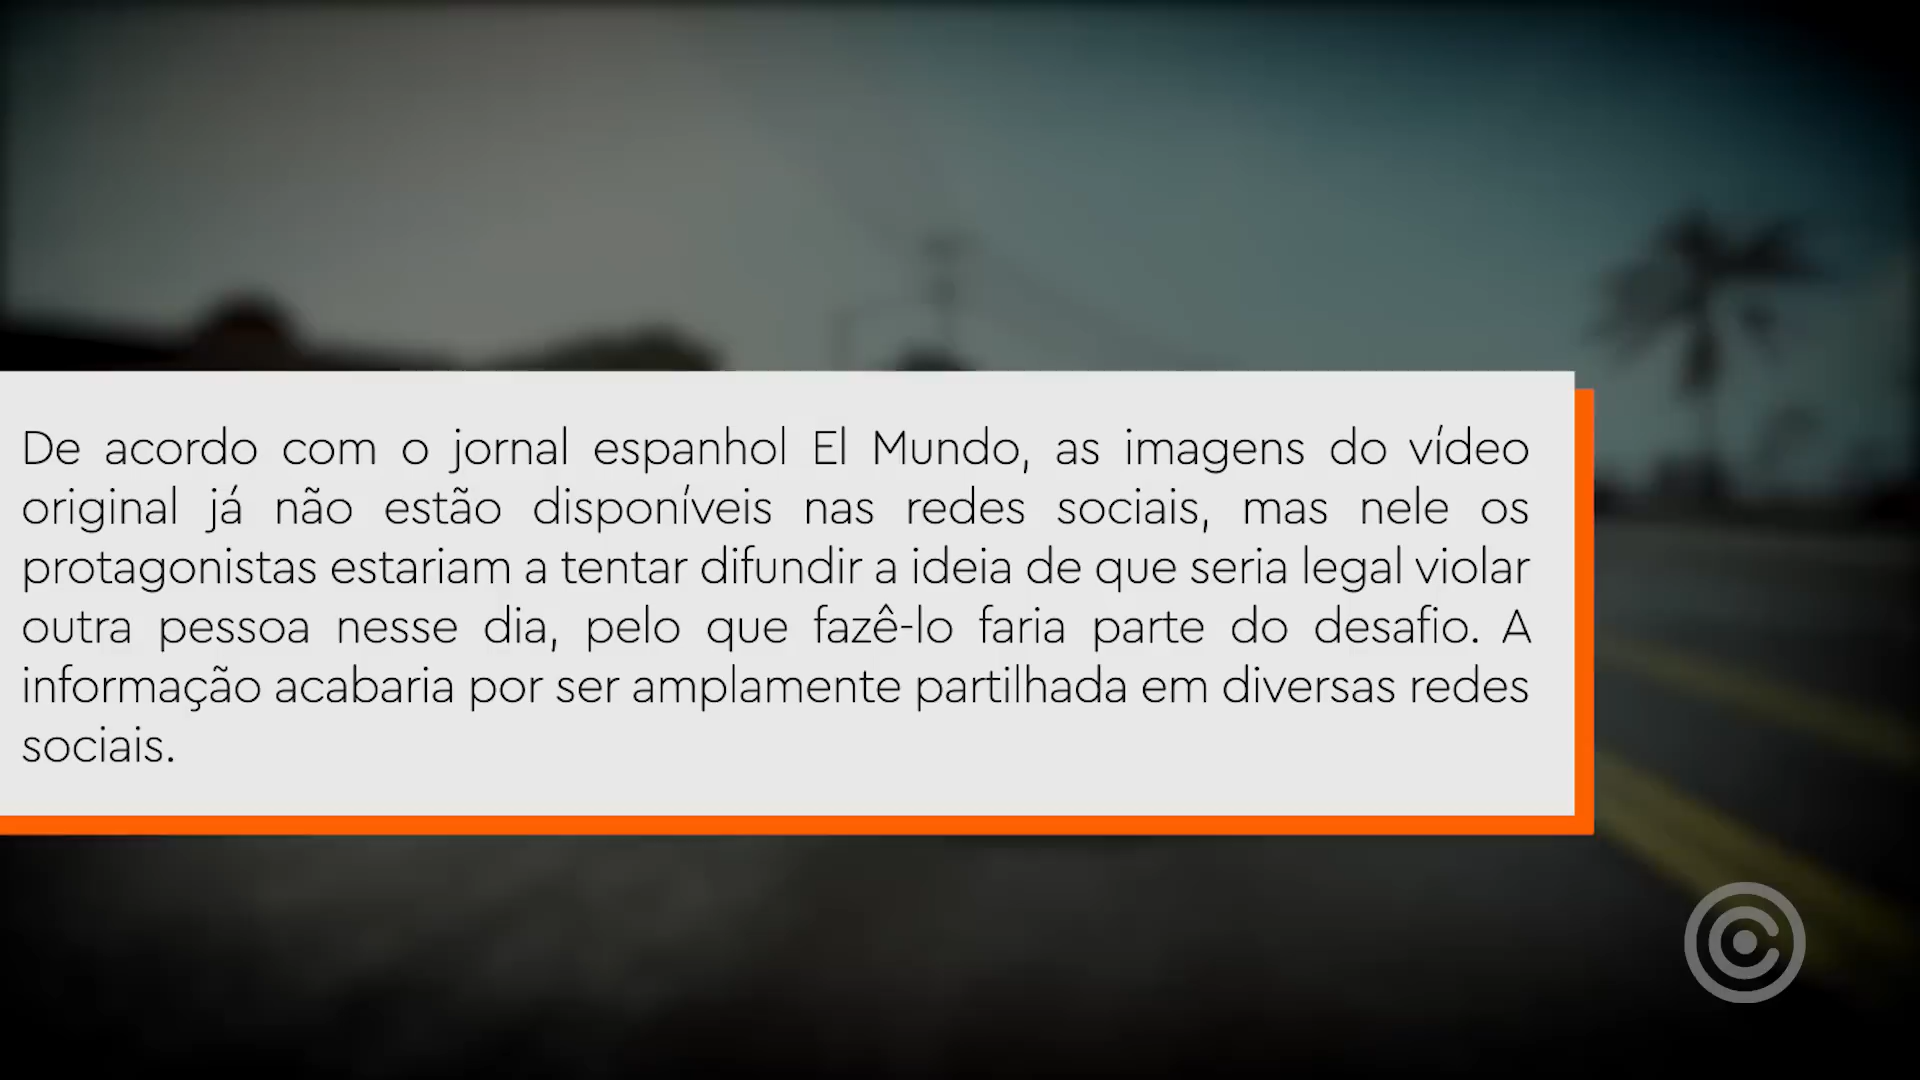 De acordo com o jornal espanhol El Mundo, as imagens do vídeo
original já não estão disponíveis nas redes sociais, mas nele os
protagonistas estariam a tentar difundir a ideia de que seria legal violar
outra pessoa nesse dia, pelo que fazê-lo faria parte do desafio. A
informação acabaria por ser amplamente partilhada em diversas redes
sociais.